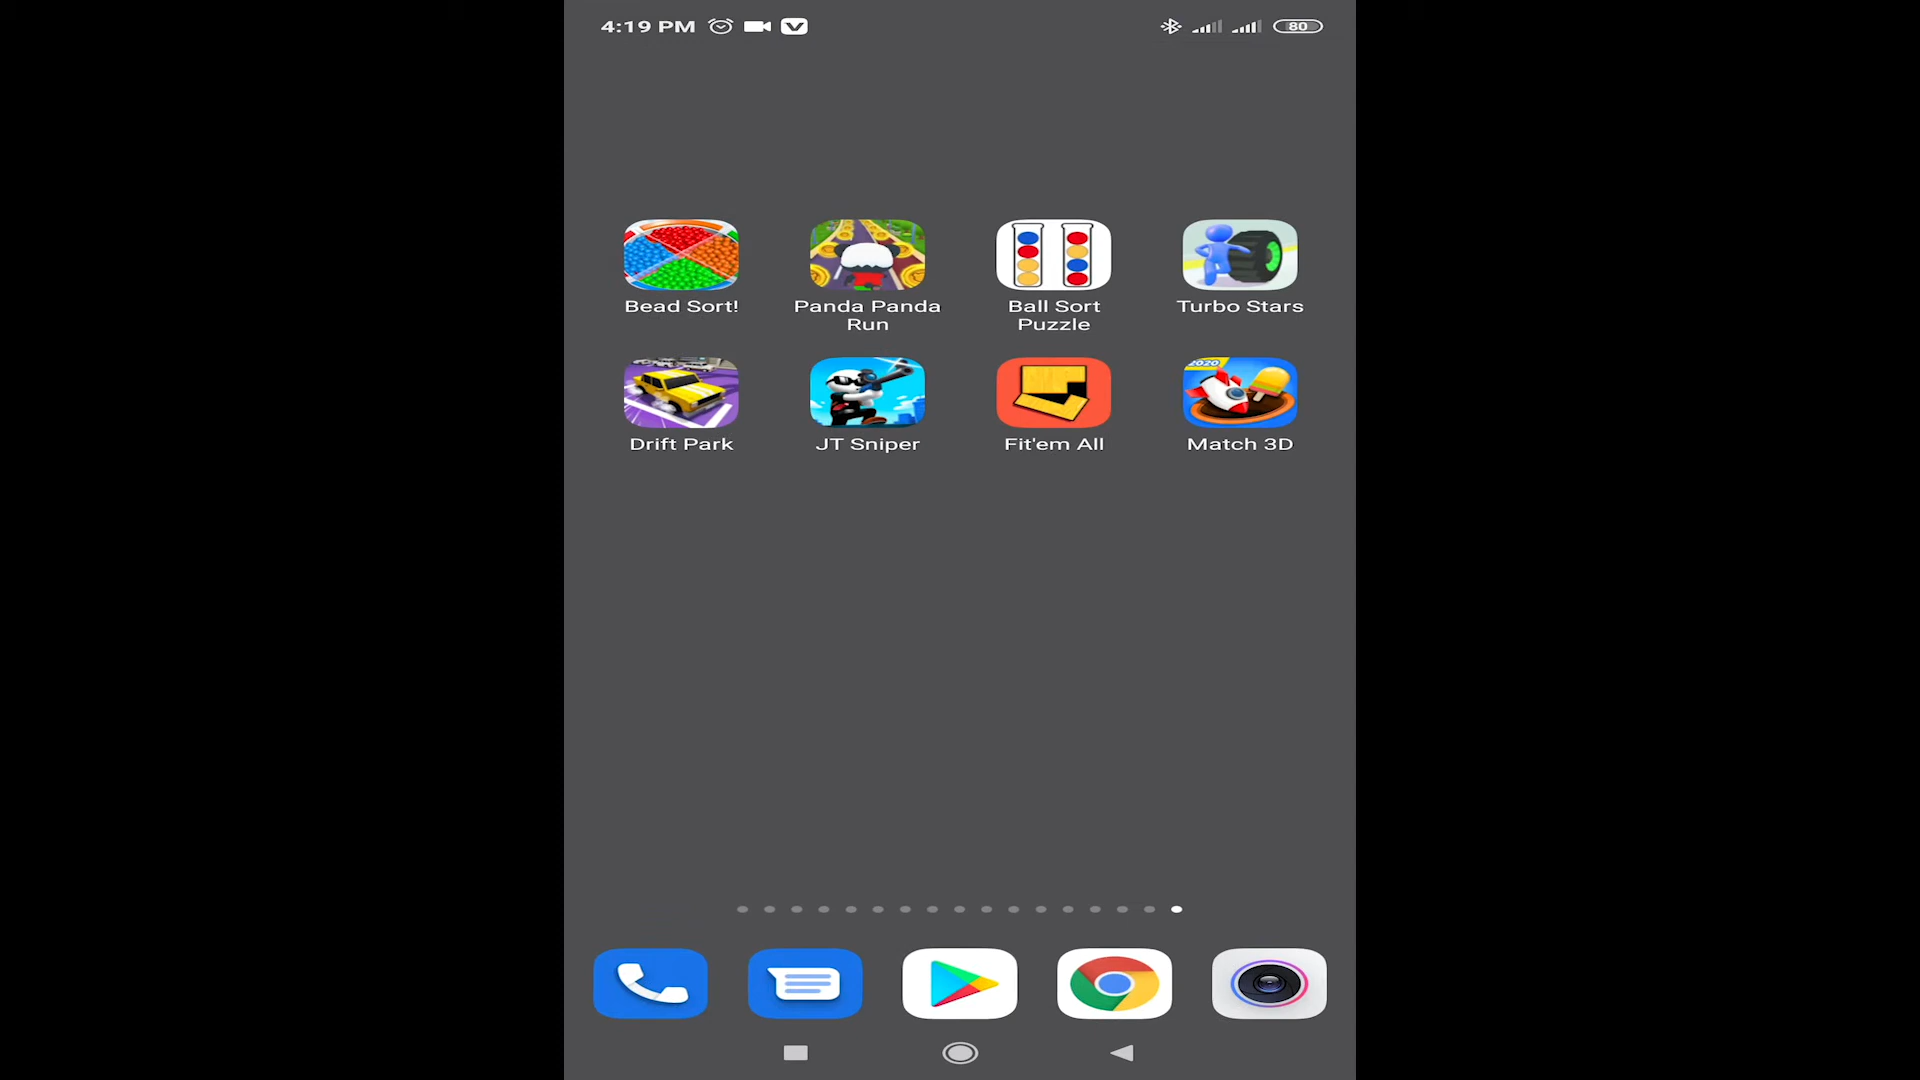 4:19 PM
80
Bead Sort!
Panda Panda
Run
Ball Sort
Puzzle
Turbo Stars
Drift Park
JT Sniper
Fit'em All
2020
Match 3D